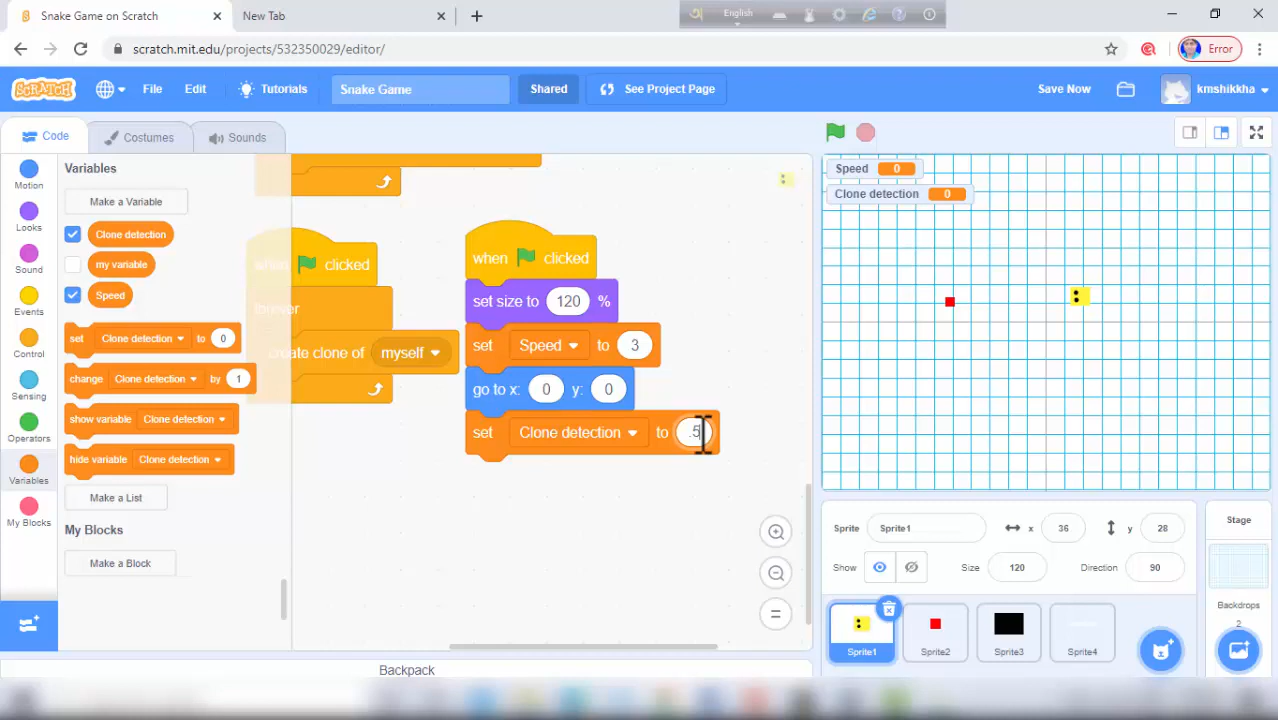 Snake Game on Scratch
New Tab
English
scratch.mit.edu/projects/532350029/editor/
Error
SCRATCH
File
Edit
Tutorials
Snake Game
Shared
See Project Page
Save Now
kmshikkha
Code
Costumes
Sounds
Motion
Looks
Sound
Events
Control
Sensing
Operators
Variables
My Blocks
Variables
Make a Variable
Clone detection
my variable
Speed
set Clone detection to 0
change Clone detection by 1
show variable Clone detection
hide variable Clone detection
Make a List
My Blocks
Make a Block
when clicked
forever
create clone of myself
when clicked
set size to 120 %
set Speed to 3
go to x: 0 y: 0
set Clone detection to .5
Backpack
Speed 0
Clone detection 0
Sprite Sprite1 x 36 y 28
Show Size 120 Direction 90
Sprite1
Sprite2
Sprite3
Sprite4
Stage
Backdrops
2